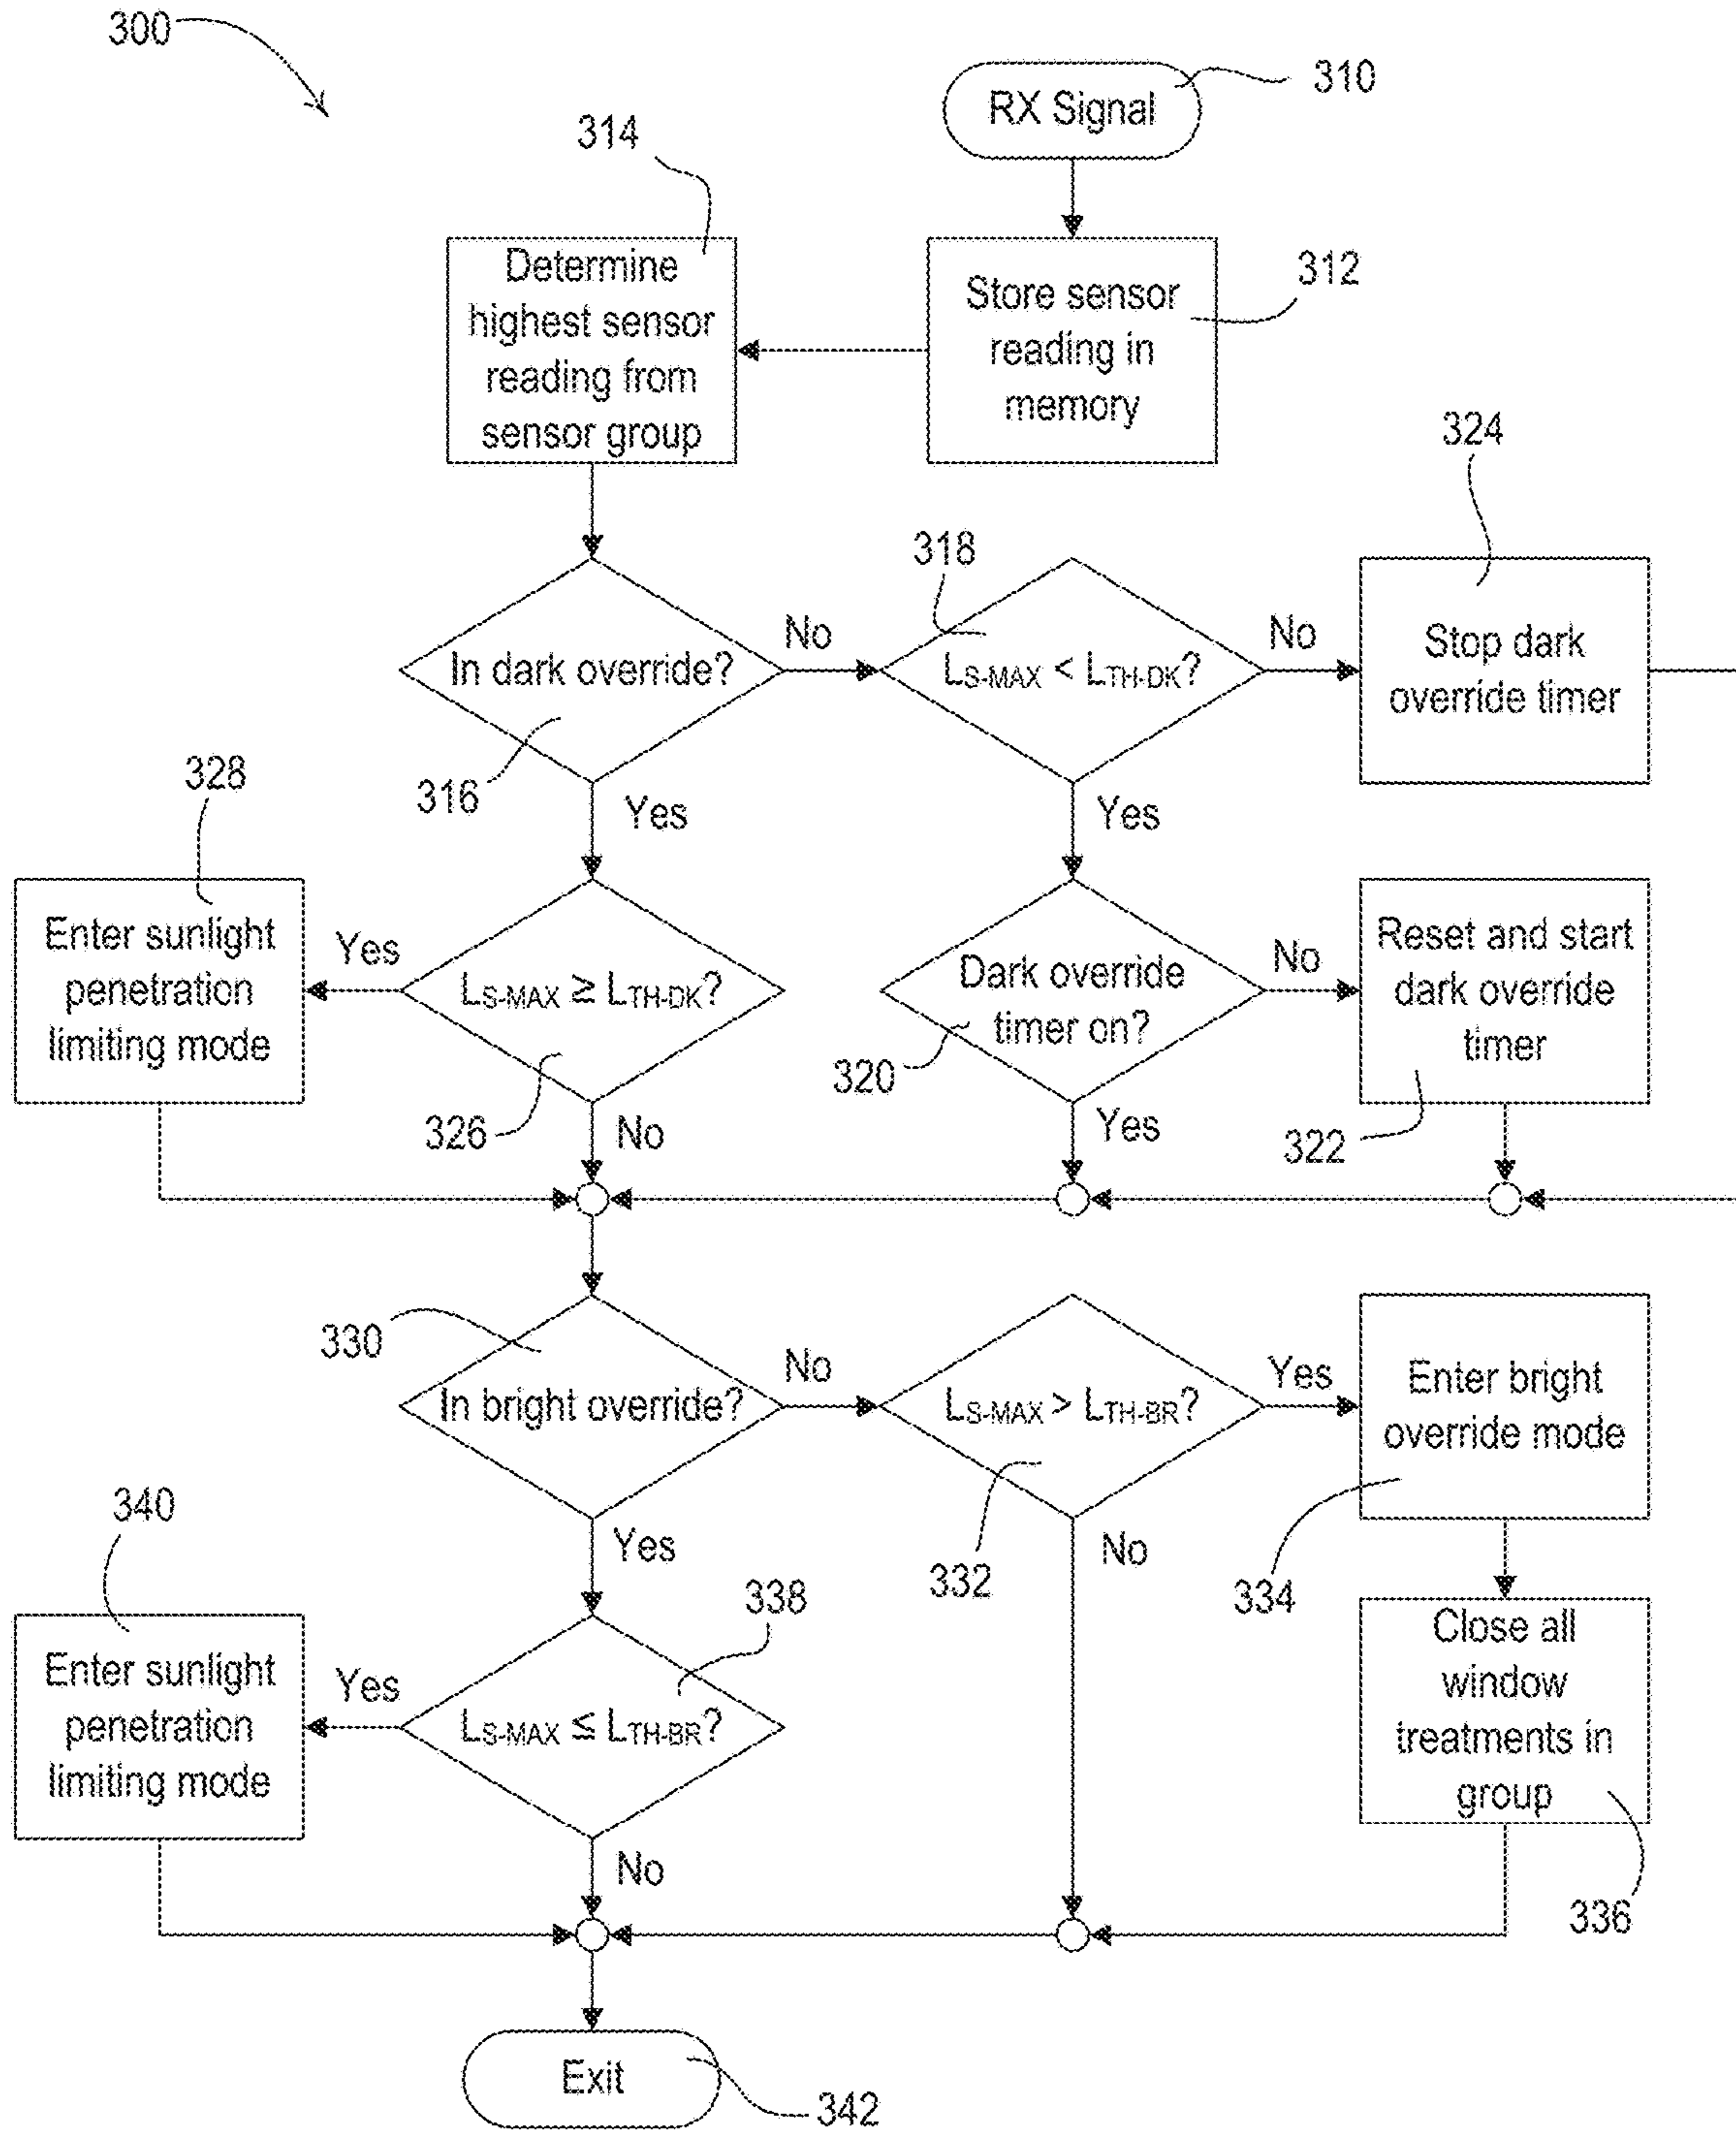 300
RX Signal
310
314
Determine
highest sensor
reading from
sensor group
Store sensor
reading in
memory
312
324
318
In dark override?
No
LS-MAX < LTH-DK?
No
Stop dark
override timer
316
Yes
Yes
328
Enter sunlight
penetration
limiting mode
Yes
LS-MAX ≥ LTH-DK?
326
No
Dark override
timer on?
320
Yes
No
Reset and start
dark override
timer
322
330
In bright override?
No
LS-MAX > LTH-BR?
Yes
Enter bright
override mode
332
334
Yes
No
340
338
Enter sunlight
penetration
limiting mode
Yes
LS-MAX ≦ LTH-BR?
No
Close all
window
treatments in
group
336
Exit
342